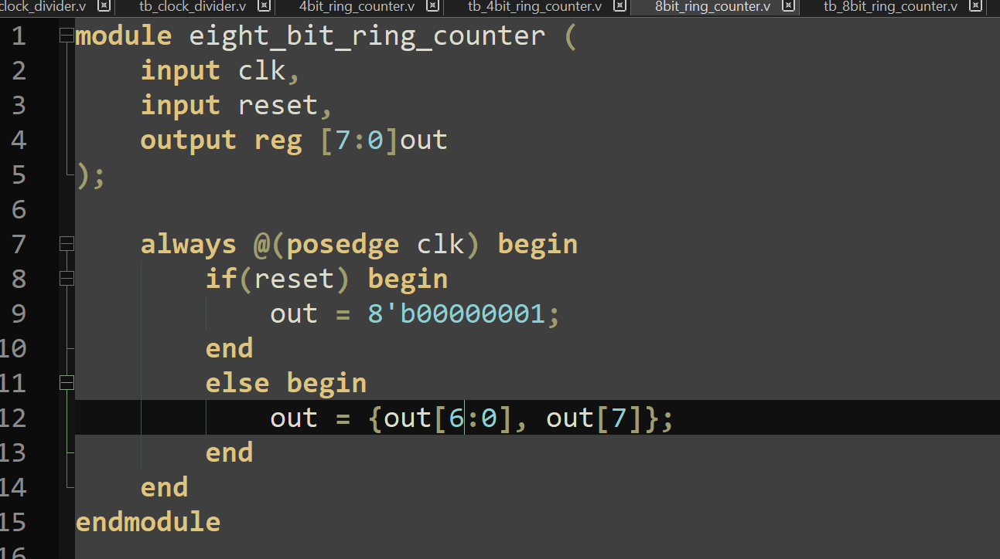 clock_divider.v tb_clock_divider.v 4bit_ring_counter.v tb_4bit_ring_counter.v 8bit_ring_counter.v tb_8bit_ring_counter.v
1 module eight_bit_ring_counter (
2     input clk,
3     input reset,
4     output reg [7:0]out
5 );
6
7     always @(posedge clk) begin
8         if(reset) begin
9             out = 8'b00000001;
10         end
11         else begin
12             out = {out[6:0], out[7]};
13         end
14     end
15 endmodule
16